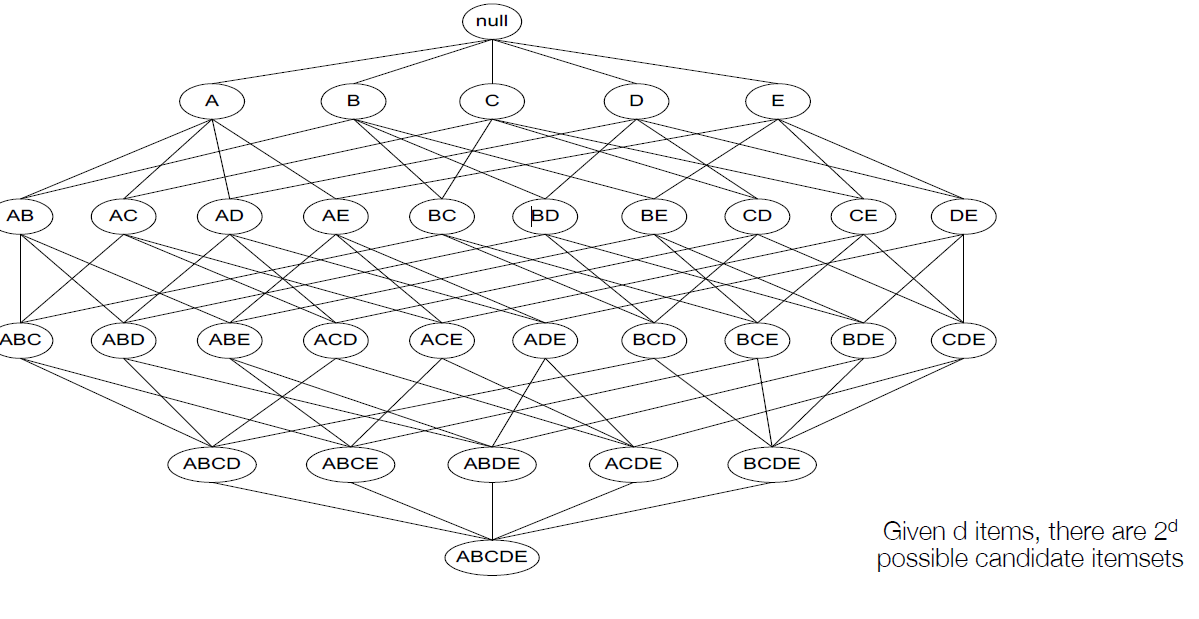 null
A B C D E
AB AC AD AE BC BD BE CD CE DE
ABC ABD ABE ACD ACE ADE BCD BCE BDE CDE
ABCD ABCE ABDE ACDE BCDE
Given d items, there are 2ᵈ
possible candidate itemsets
ABCDE